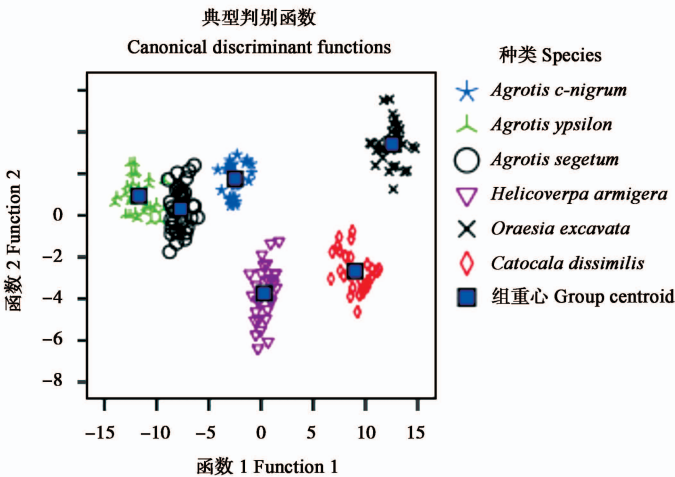 典型判别函数
Canonical discriminant functions
种类 Species
Agrotis c-nigrum
Agrotis ypsilon
Agrotis segetum
Helicoverpa armigera
Oraesia excavata
Catocala dissimilis
组重心 Group centroid
函数 2 Function 2
0
−2
−4
−6
−8
−15 −10 −5 0 5 10 15
函数 1 Function 1